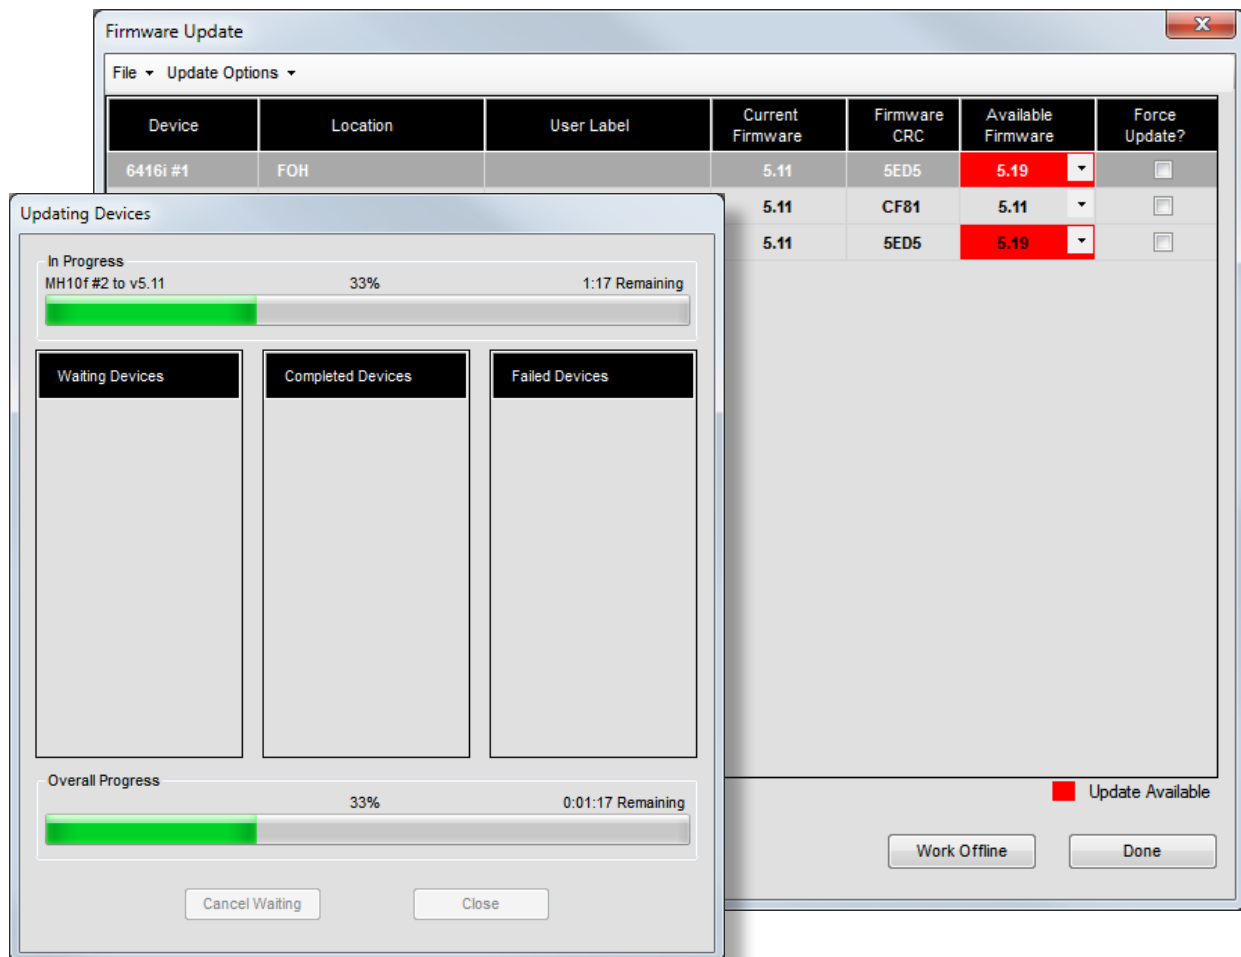 Firmware Update
File Update Options
Device Location User Label Current Firmware Firmware CRC Available Firmware Force Update?
6416i #1 FOH 5.11 5ED5 5.19
5.11 CF81 5.11
5.11 5ED5 5.19
Updating Devices
In Progress
MH10f #2 to v5.11 33% 1:17 Remaining
Waiting Devices Completed Devices Failed Devices
Overall Progress
33% 0:01:17 Remaining
Cancel Waiting Close
Update Available
Work Offline Done